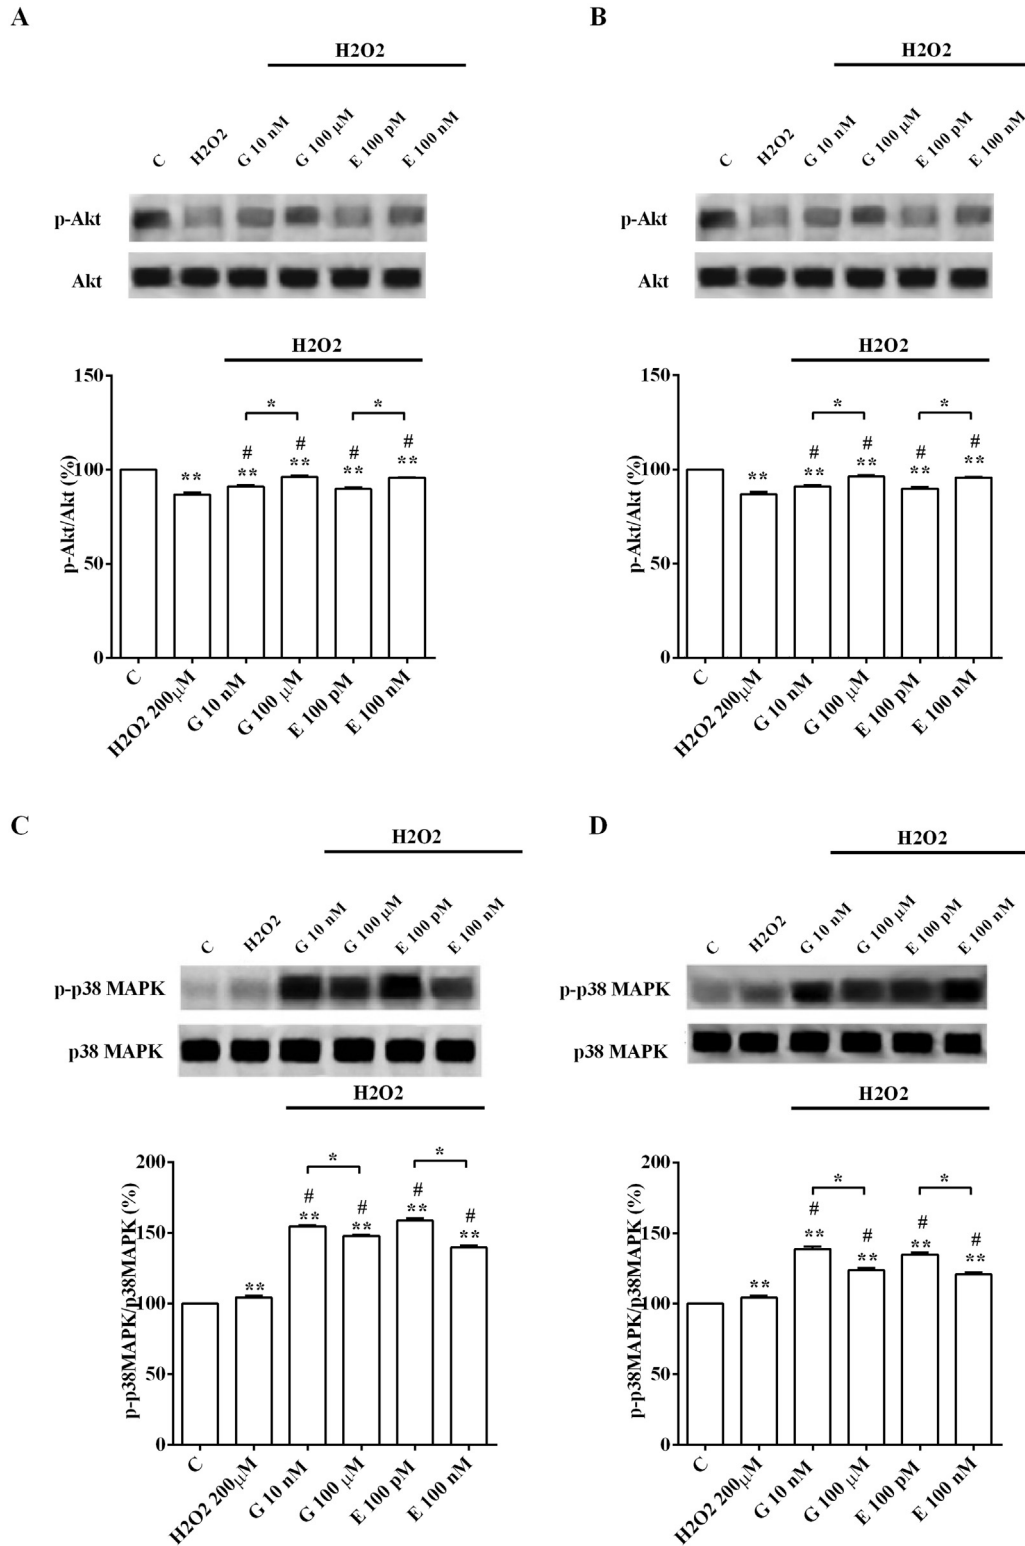 A
H2O2
C H2O2 G 10 nM G 100 µM E 100 pM E 100 nM
p-Akt
Akt
H2O2
p-Akt/Akt (%)
150
100
50
0
* *
** # ** # ** # ** # **
C H2O2 200µM G 10 nM G 100 µM E 100 pM E 100 nM
B
H2O2
C H2O2 G 10 nM G 100 µM E 100 pM E 100 nM
p-Akt
Akt
H2O2
p-Akt/Akt (%)
150
100
50
0
* *
** # ** # ** # ** # **
C H2O2 200µM G 10 nM G 100 µM E 100 pM E 100 nM
C
H2O2
C H2O2 G 10 nM G 100 µM E 100 pM E 100 nM
p-p38 MAPK
p38 MAPK
H2O2
p-p38MAPK/p38MAPK (%)
200
150
100
50
0
* *
** # ** # ** # ** # **
C H2O2 200µM G 10 nM G 100 µM E 100 pM E 100 nM
D
H2O2
C H2O2 G 10 nM G 100 µM E 100 pM E 100 nM
p-p38 MAPK
p38 MAPK
H2O2
p-p38MAPK/p38MAPK (%)
200
150
100
50
0
* *
** # ** # ** # ** # **
C H2O2 200µM G 10 nM G 100 µM E 100 pM E 100 nM